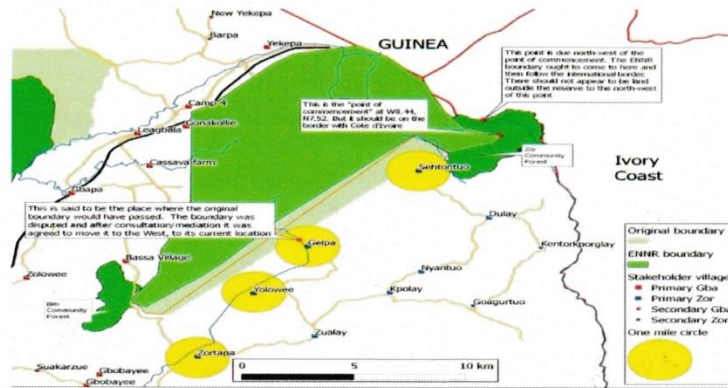 New Yekepa
Barpa
Yekepa
GUINEA
This point is due north-west of the
point of commencement. The ENNR
boundary ought to come to here and
then follow the international border.
There should not appear to be land
outside the reserve to the north-west
of this point
This is the "point of
commencement" at W8.44,
N7.52. But it should be on the
border with Cote d'Ivoire
Camp 4
Gonakollie
Leagbala
Cassava farm
Zor
Community
Forest
Ivory
Coast
Sehtontuo
Gbapa
This is said to be the place where the original
boundary would have passed. The boundary was
disputed and after consultation/mediation it was
agreed to move it to the West, to its current location
Dulay
Kentorkporglay
Geipa
Bassa Village
Zolowee
Nyantuo
Yolowee
Kpolay
Goagurtuo
Blei
Community
Forest
Zualay
Zortapa
Suakarzue
Gbobayee
Gbobayee
0 5 10 km
Original boundary
ENNR boundary
Stakeholder village
Primary Gba
Primary Zor
Secondary Gba
Secondary Zor
One mile circle